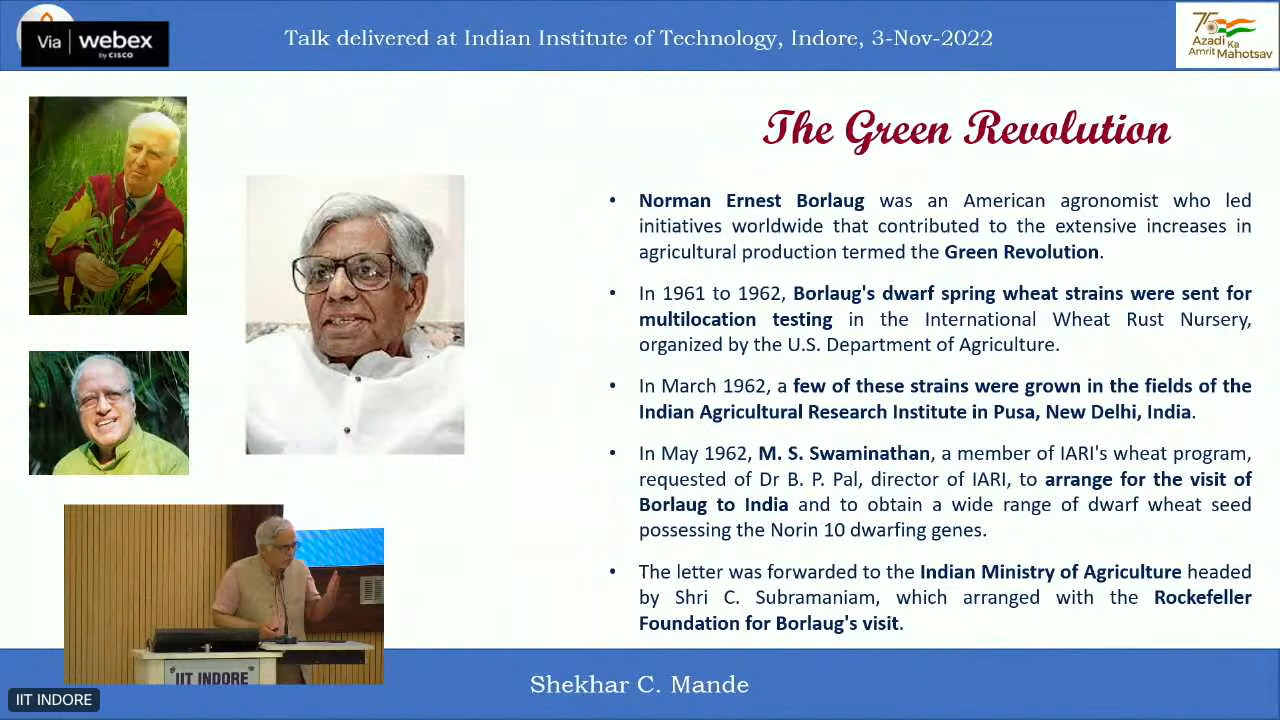 Via webex
by CISCO
Talk delivered at Indian Institute of Technology, Indore, 3-Nov-2022
75
Azadi Ka
Amrit Mahotsav
The Green Revolution
• Norman Ernest Borlaug was an American agronomist who led
initiatives worldwide that contributed to the extensive increases in
agricultural production termed the Green Revolution.
• In 1961 to 1962, Borlaug's dwarf spring wheat strains were sent for
multilocation testing in the International Wheat Rust Nursery,
organized by the U.S. Department of Agriculture.
• In March 1962, a few of these strains were grown in the fields of the
Indian Agricultural Research Institute in Pusa, New Delhi, India.
• In May 1962, M. S. Swaminathan, a member of IARI's wheat program,
requested of Dr B. P. Pal, director of IARI, to arrange for the visit of
Borlaug to India and to obtain a wide range of dwarf wheat seed
possessing the Norin 10 dwarfing genes.
• The letter was forwarded to the Indian Ministry of Agriculture headed
by Shri C. Subramaniam, which arranged with the Rockefeller
Foundation for Borlaug's visit.
IIT INDORE
Shekhar C. Mande
IIT INDORE